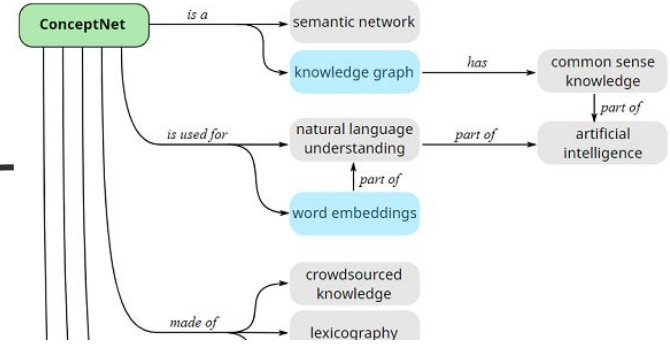 ConceptNet
is a
semantic network
knowledge graph
has
common sense
knowledge
part of
is used for
natural language
understanding
part of
artificial
intelligence
part of
word embeddings
crowdsourced
knowledge
made of
lexicography